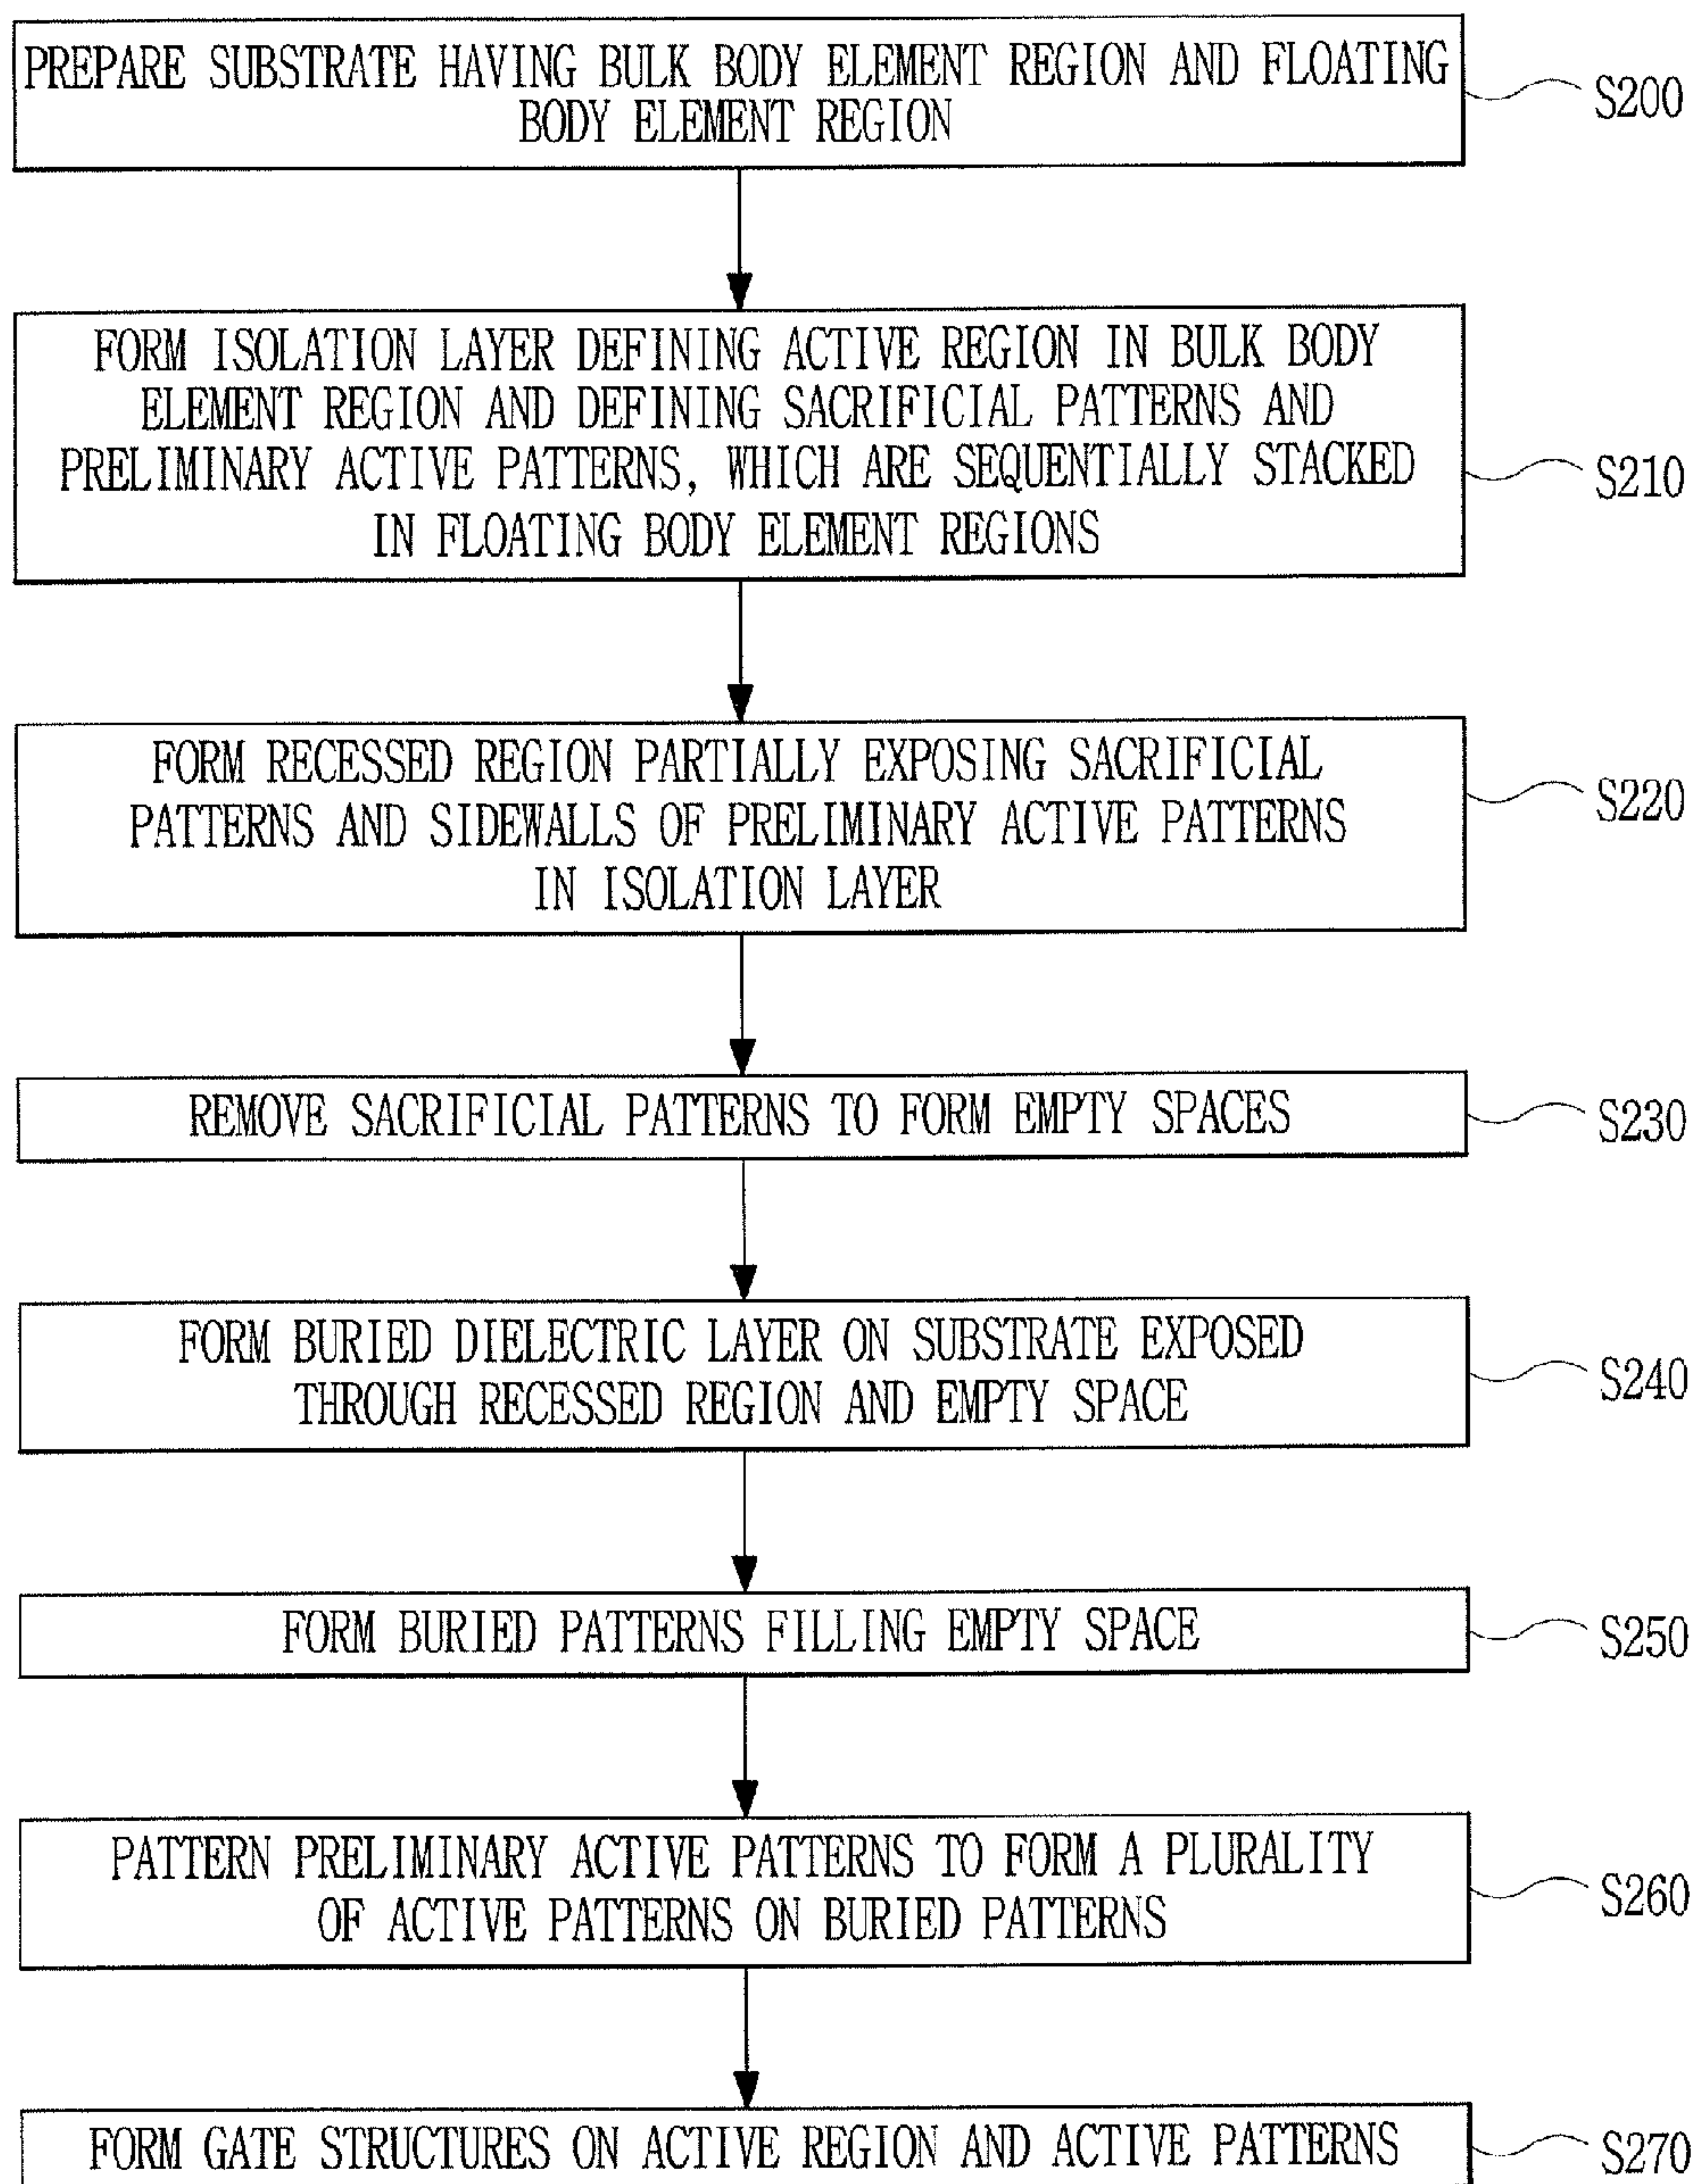 PREPARE SUBSTRATE HAVING BULK BODY ELEMENT REGION AND FLOATING
BODY ELEMENT REGION
S200
FORM ISOLATION LAYER DEFINING ACTIVE REGION IN BULK BODY
ELEMENT REGION AND DEFINING SACRIFICIAL PATTERNS AND
PRELIMINARY ACTIVE PATTERNS, WHICH ARE SEQUENTIALLY STACKED
IN FLOATING BODY ELEMENT REGIONS
S210
FORM RECESSED REGION PARTIALLY EXPOSING SACRIFICIAL
PATTERNS AND SIDEWALLS OF PRELIMINARY ACTIVE PATTERNS
IN ISOLATION LAYER
S220
REMOVE SACRIFICIAL PATTERNS TO FORM EMPTY SPACES
S230
FORM BURIED DIELECTRIC LAYER ON SUBSTRATE EXPOSED
THROUGH RECESSED REGION AND EMPTY SPACE
S240
FORM BURIED PATTERNS FILLING EMPTY SPACE
S250
PATTERN PRELIMINARY ACTIVE PATTERNS TO FORM A PLURALITY
OF ACTIVE PATTERNS ON BURIED PATTERNS
S260
FORM GATE STRUCTURES ON ACTIVE REGION AND ACTIVE PATTERNS
S270